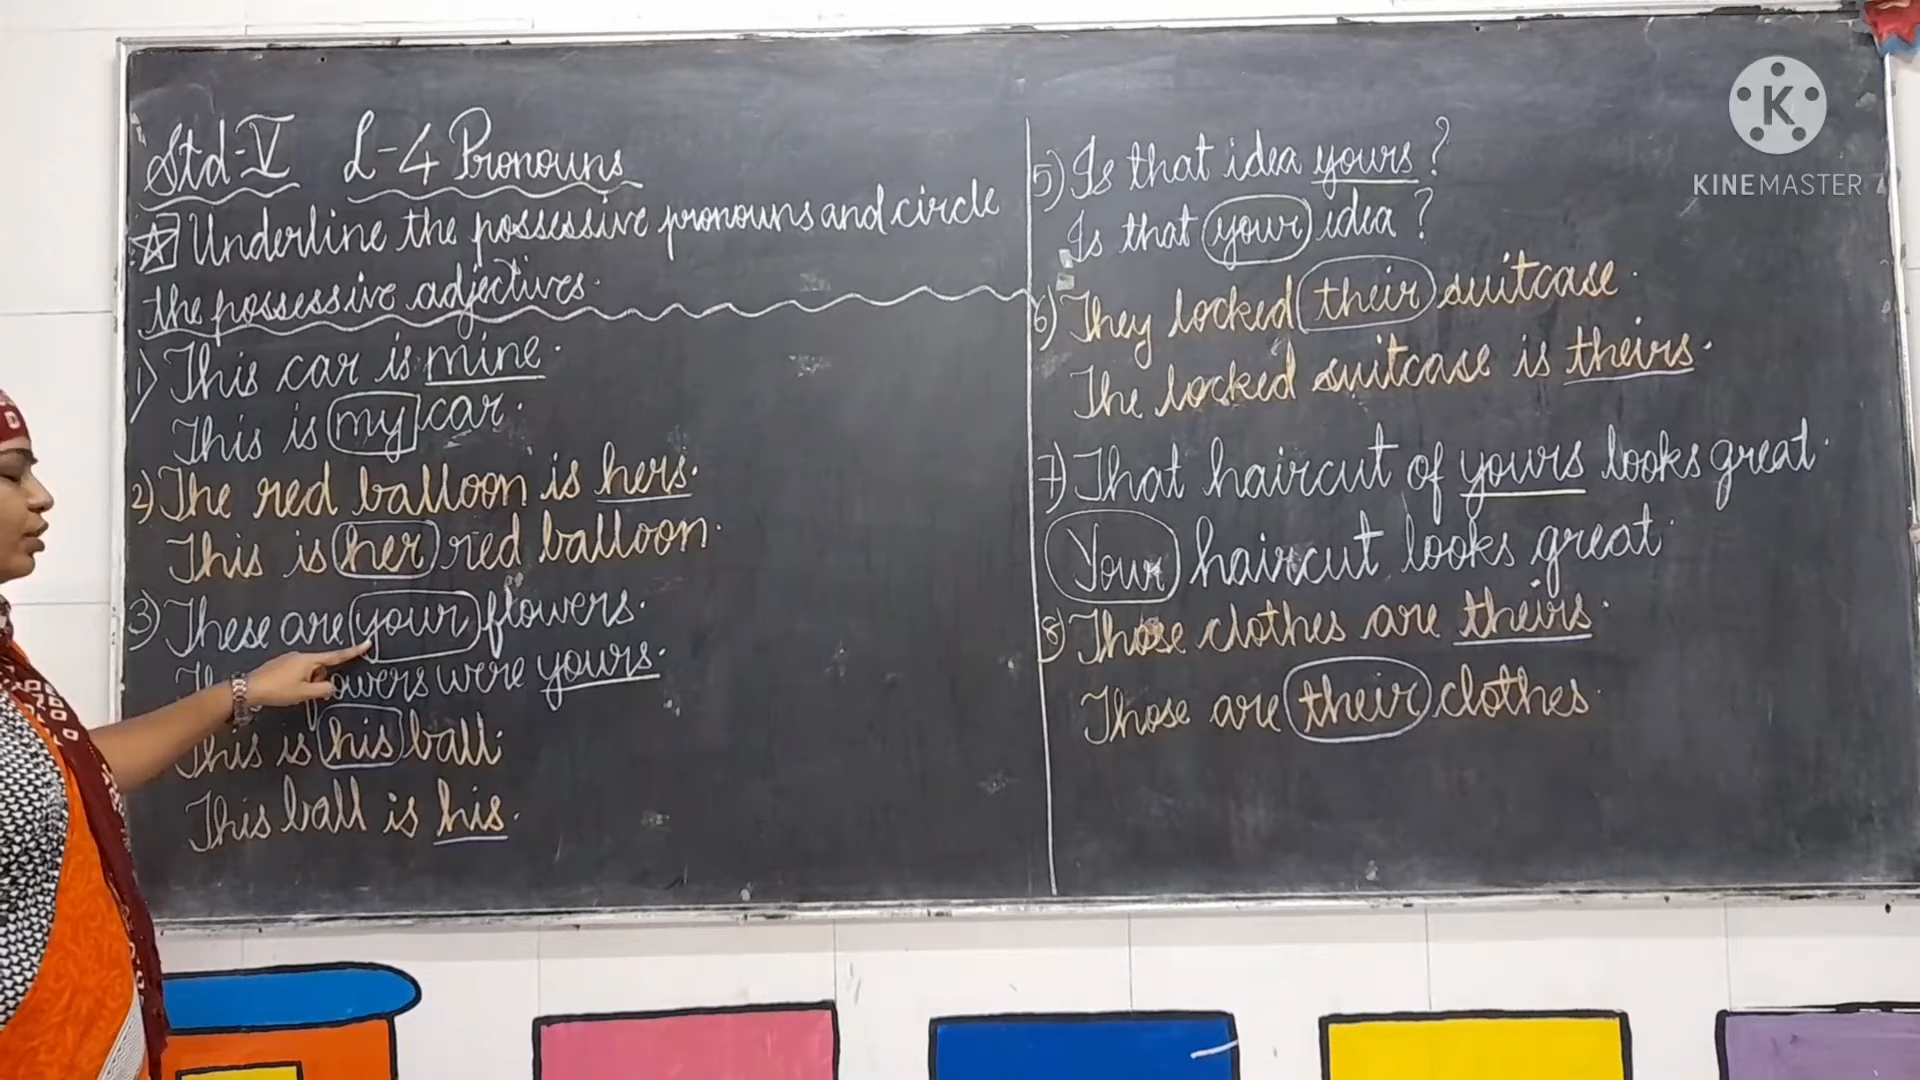 Std-V L-4 Pronouns
Underline the possessive pronouns and circle
the possessive adjectives.
1) This car is mine.
This is my car.
2) The red balloon is hers.
This is her red balloon.
3) These are your flowers.
were yours.
This is his ball.
This ball is his.
5) Is that idea yours?
Is that your idea?
6) They locked their suitcase.
The locked suitcase is theirs.
7) That haircut of yours looks great.
Your haircut looks great.
8) Those clothes are theirs.
Those are their clothes.
K
KINEMASTER